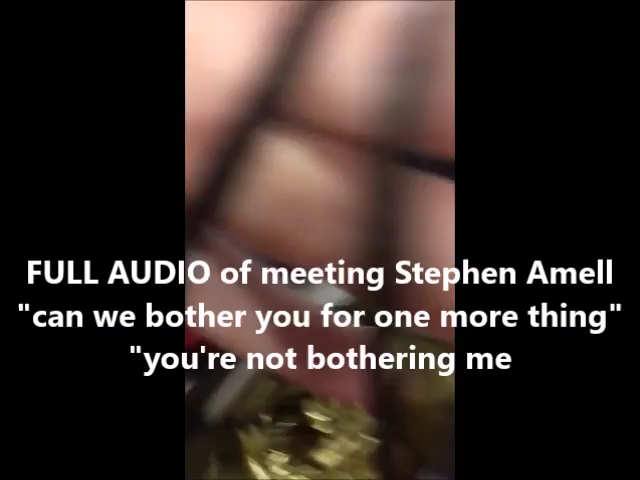 FULL AUDIO of meeting Stephen Amell
"can we bother you for one more thing"
"you're not bothering me